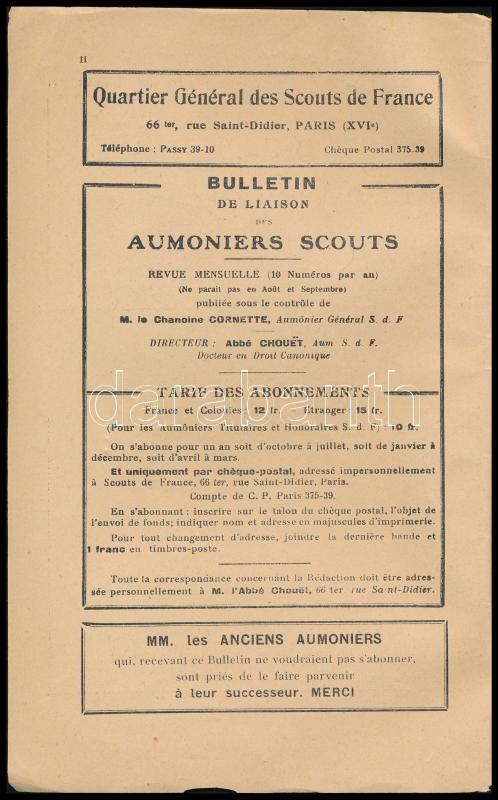 II
Quartier Général des Scouts de France
66 ter, rue Saint-Didier, PARIS (XVIe)
Téléphone : PASSY 39-10 Chèque Postal 375.39
BULLETIN
DE LIAISON
DES
AUMONIERS SCOUTS
REVUE MENSUELLE (10 Numéros par an)
(Ne paraît pas en Août et Septembre)
publiée sous le contrôle de
M. le Chanoine CORNETTE, Aumônier Général S. d. F
DIRECTEUR : Abbé CHOUËT, Aum S. d. F.
Docteur en Droit Canonique
TARIF DES ABONNEMENTS
France et Colonies : 12 fr. Etranger : 15 fr.
(Pour les Aumôniers Titulaires et Honoraires S. d. F) 10 fr.
On s'abonne pour un an soit d'octobre à juillet, soit de janvier à
décembre, soit d'avril à mars.
Et uniquement par chèque-postal, adressé impersonnellement
à Scouts de France, 66 ter, rue Saint-Didier, Paris.
Compte de C. P. Paris 375-39.
En s'abonnant : inscrire sur le talon du chèque postal, l'objet de
l'envoi de fonds; indiquer nom et adresse en majuscules d'imprimerie.
Pour tout changement d'adresse, joindre la dernière bande et
1 franc en timbres-poste.
Toute la correspondance concernant la Rédaction doit être adres-
sée personnellement à M. l'Abbé Chouët, 66 ter rue Saint-Didier.
MM. les ANCIENS AUMONIERS
qui, recevant ce Bulletin ne voudraient pas s'abonner,
sont priés de le faire parvenir
à leur successeur. MERCI
darabanth